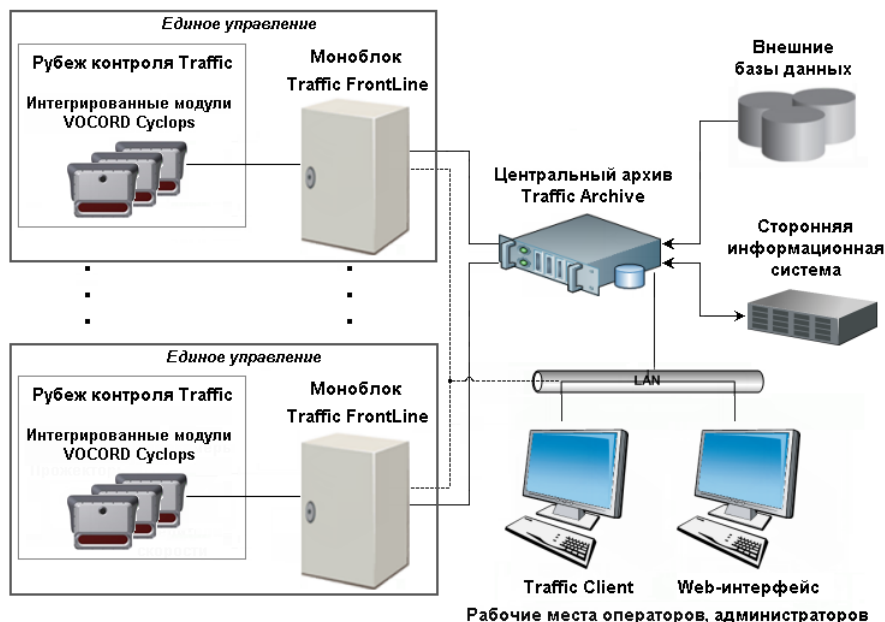 Единое управление
Рубеж контроля Traffic
Интегрированные модули
VOCORD Cyclops
Моноблок
Traffic FrontLine
Внешние
базы данных
Центральный архив
Traffic Archive
Сторонняя
информационная
система
Единое управление
Рубеж контроля Traffic
Интегрированные модули
VOCORD Cyclops
Моноблок
Traffic FrontLine
LAN
Traffic Client
Web-интерфейс
Рабочие места операторов, администраторов